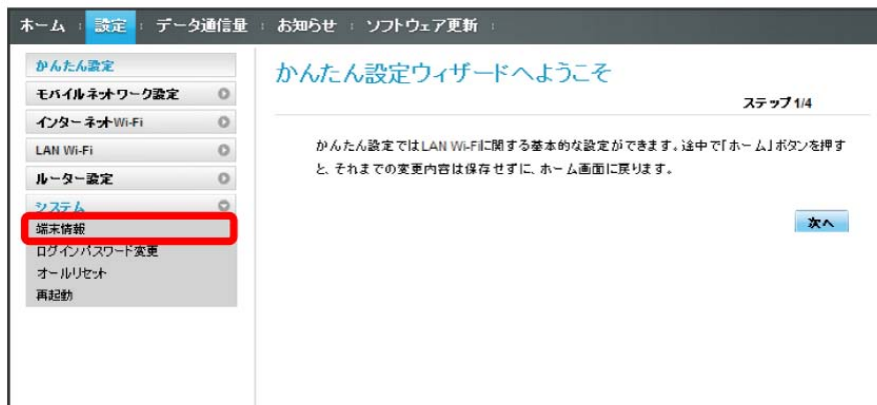 ホーム 設定 データ通信量 お知らせ ソフトウェア更新
かんたん設定
モバイルネットワーク設定
インターネットWi-Fi
LAN Wi-Fi
ルーター設定
システム
端末情報
ログインパスワード変更
オールリセット
再起動
かんたん設定ウィザードへようこそ
ステップ1/4
かんたん設定ではLAN Wi-Fiに関する基本的な設定ができます。途中で「ホーム」ボタンを押す
と、それまでの変更内容は保存せずに、ホーム画面に戻ります。
次へ